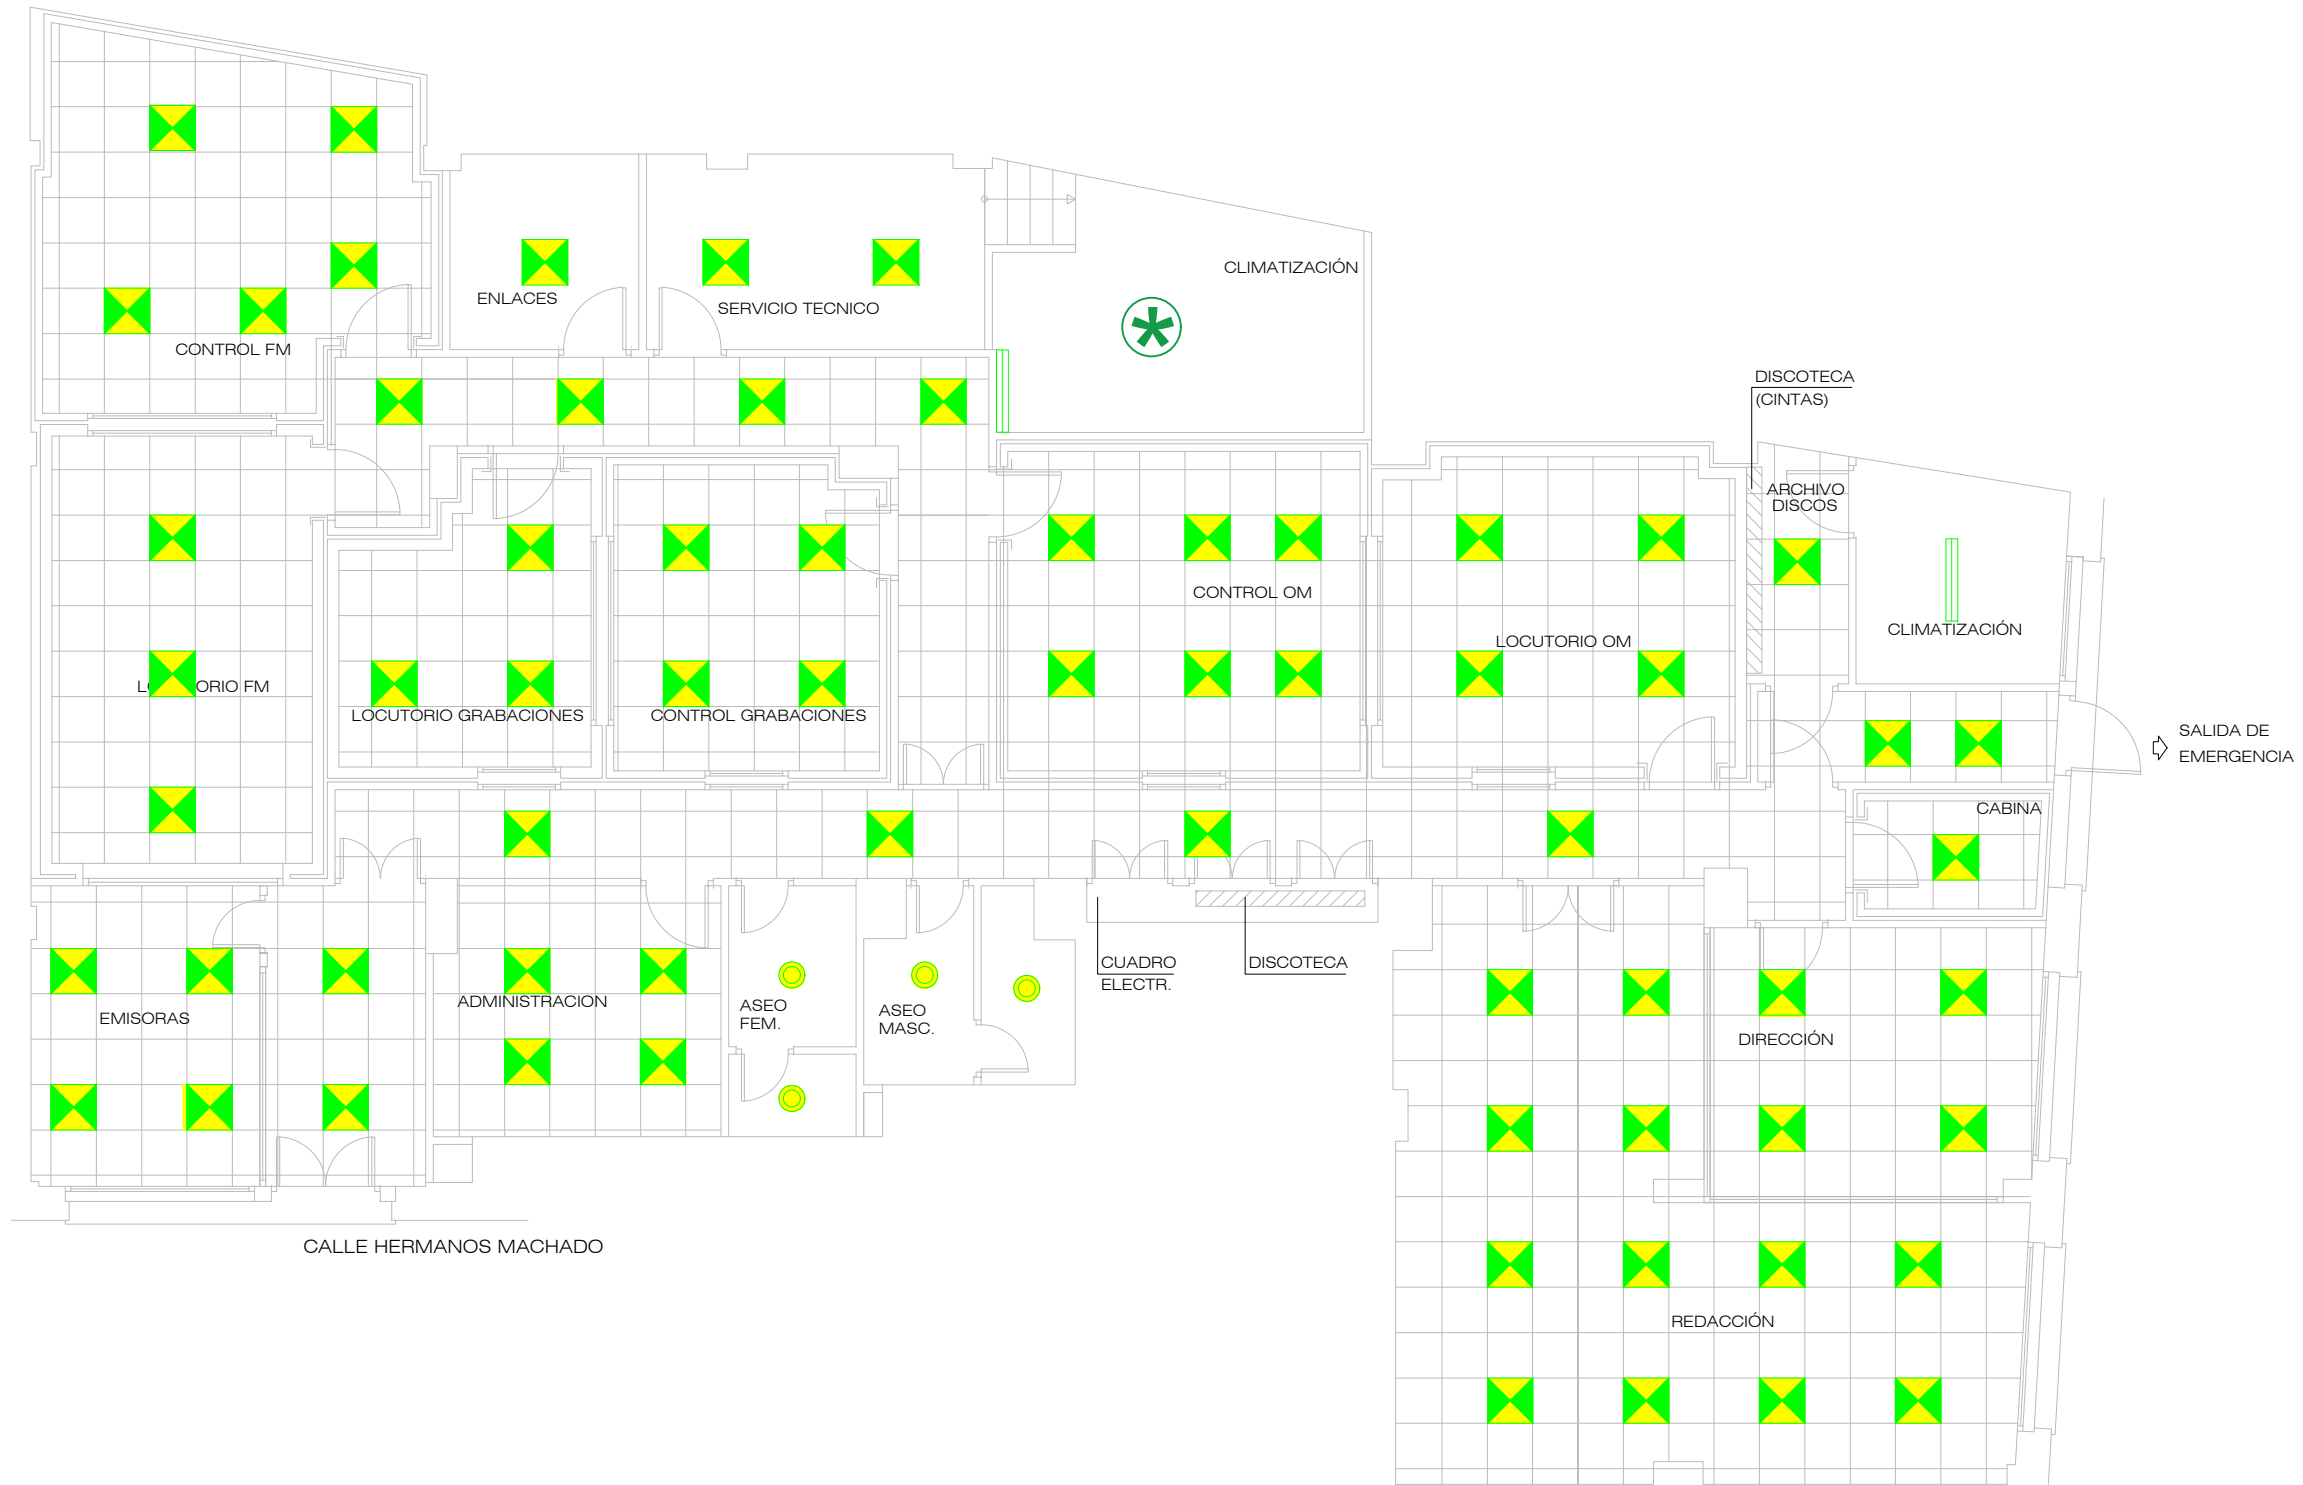 CLIMATIZACIÓN
ENLACES
SERVICIO TECNICO
CONTROL FM
DISCOTECA
(CINTAS)
ARCHIVO
DISCOS
CONTROL OM
CLIMATIZACIÓN
LOCUTORIO OM
ORIO FM
LOCUTORIO GRABACIONES
CONTROL GRABACIONES
SALIDA DE
EMERGENCIA
CABINA
CUADRO
ELECTR.
DISCOTECA
ADMINISTRACION
ASEO
FEM.
ASEO
MASC.
EMISORAS
DIRECCIÓN
CALLE HERMANOS MACHADO
REDACCIÓN